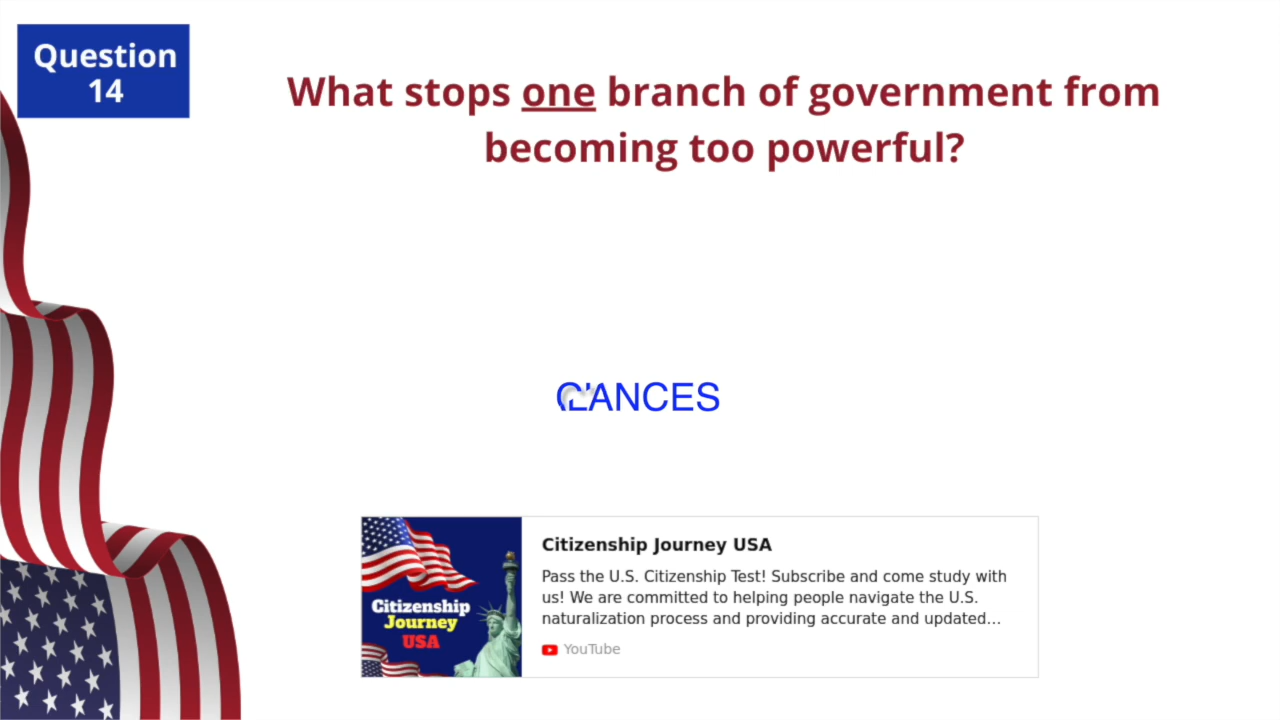 Question
14
What stops one branch of government from
becoming too powerful?
Citizenship Journey USA
Pass the U.S. Citizenship Test! Subscribe and come study with
us! We are committed to helping people navigate the U.S.
naturalization process and providing accurate and updated...
YouTube
Citizenship
Journey
USA